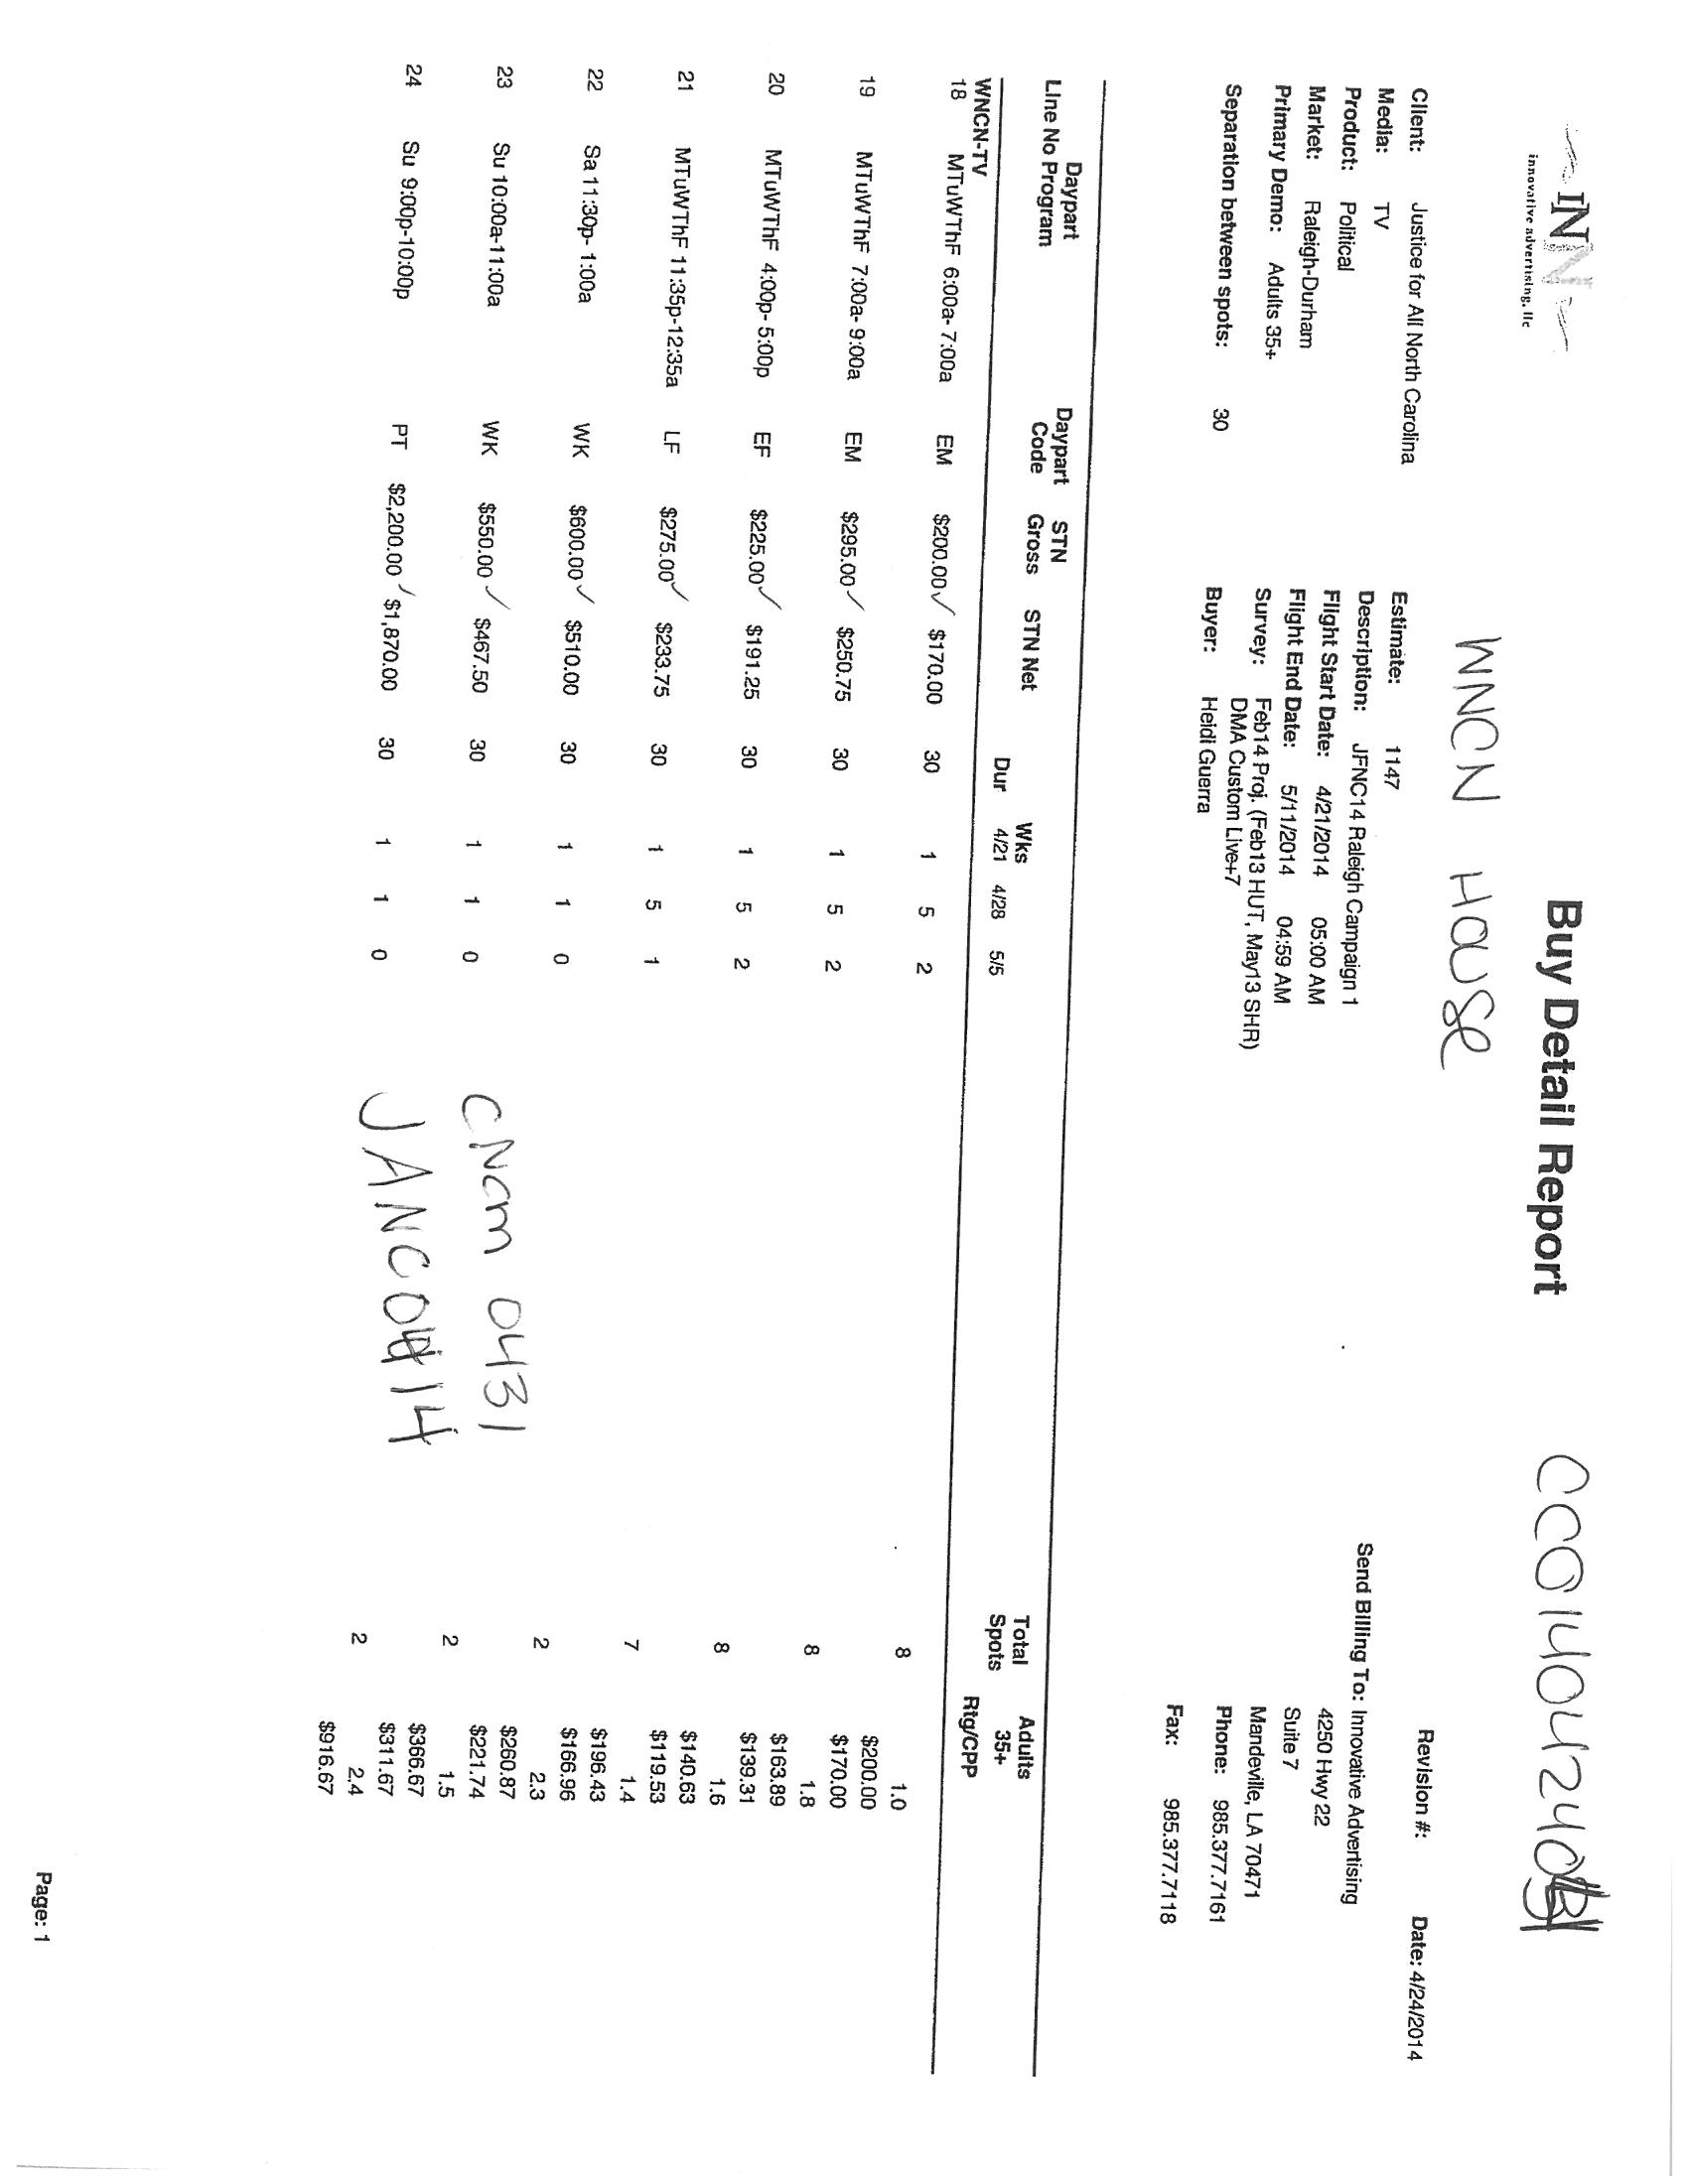 INN
innovative advertising, llc
Buy Detail Report
WNCN House
Client: Justice for All North Carolina
Media: TV
Product: Political
Market: Raleigh-Durham
Primary Demo: Adults 35+
Separation between spots: 30
Estimate: 1147
Description: JFNC14 Raleigh Campaign 1
Flight Start Date: 4/21/2014 05:00 AM
Flight End Date: 5/11/2014 04:59 AM
Survey: Feb14 Proj. (Feb13 HUT, May13 SHR)
DMA Custom Live+7
Buyer: Heidi Guerra
Revision #: Date: 4/24/2014
Send Billing To: Innovative Advertising
4250 Hwy 22
Suite 7
Mandeville, LA 70471
Phone: 985.377.7161
Fax: 985.377.7118
Daypart Daypart STN Wks Total Adults
Line No Program Code Gross STN Net Dur 4/21 4/28 5/5 Spots 35+
Rtg/CPP
WNCN-TV
18 MTuWThF 6:00a- 7:00a EM $200.00 $170.00 30 1 5 2 8 1.0
$200.00
$170.00
19 MTuWThF 7:00a- 9:00a EM $295.00 $250.75 30 1 5 2 8 1.8
$163.89
$139.31
20 MTuWThF 4:00p- 5:00p EF $225.00 $191.25 30 1 5 2 8 1.6
$140.63
$119.53
21 MTuWThF 11:35p-12:35a LF $275.00 $233.75 30 1 5 1 7 1.4
$196.43
$166.96
22 Sa 11:30p- 1:00a WK $600.00 $510.00 30 1 1 0 2 2.3
$260.87
$221.74
23 Su 10:00a-11:00a WK $550.00 $467.50 30 1 1 0 2 1.5
$366.67
$311.67
24 Su 9:00p-10:00p PT $2,200.00 $1,870.00 30 1 1 0 2 2.4
$916.67
CNCM 0431
Page: 1